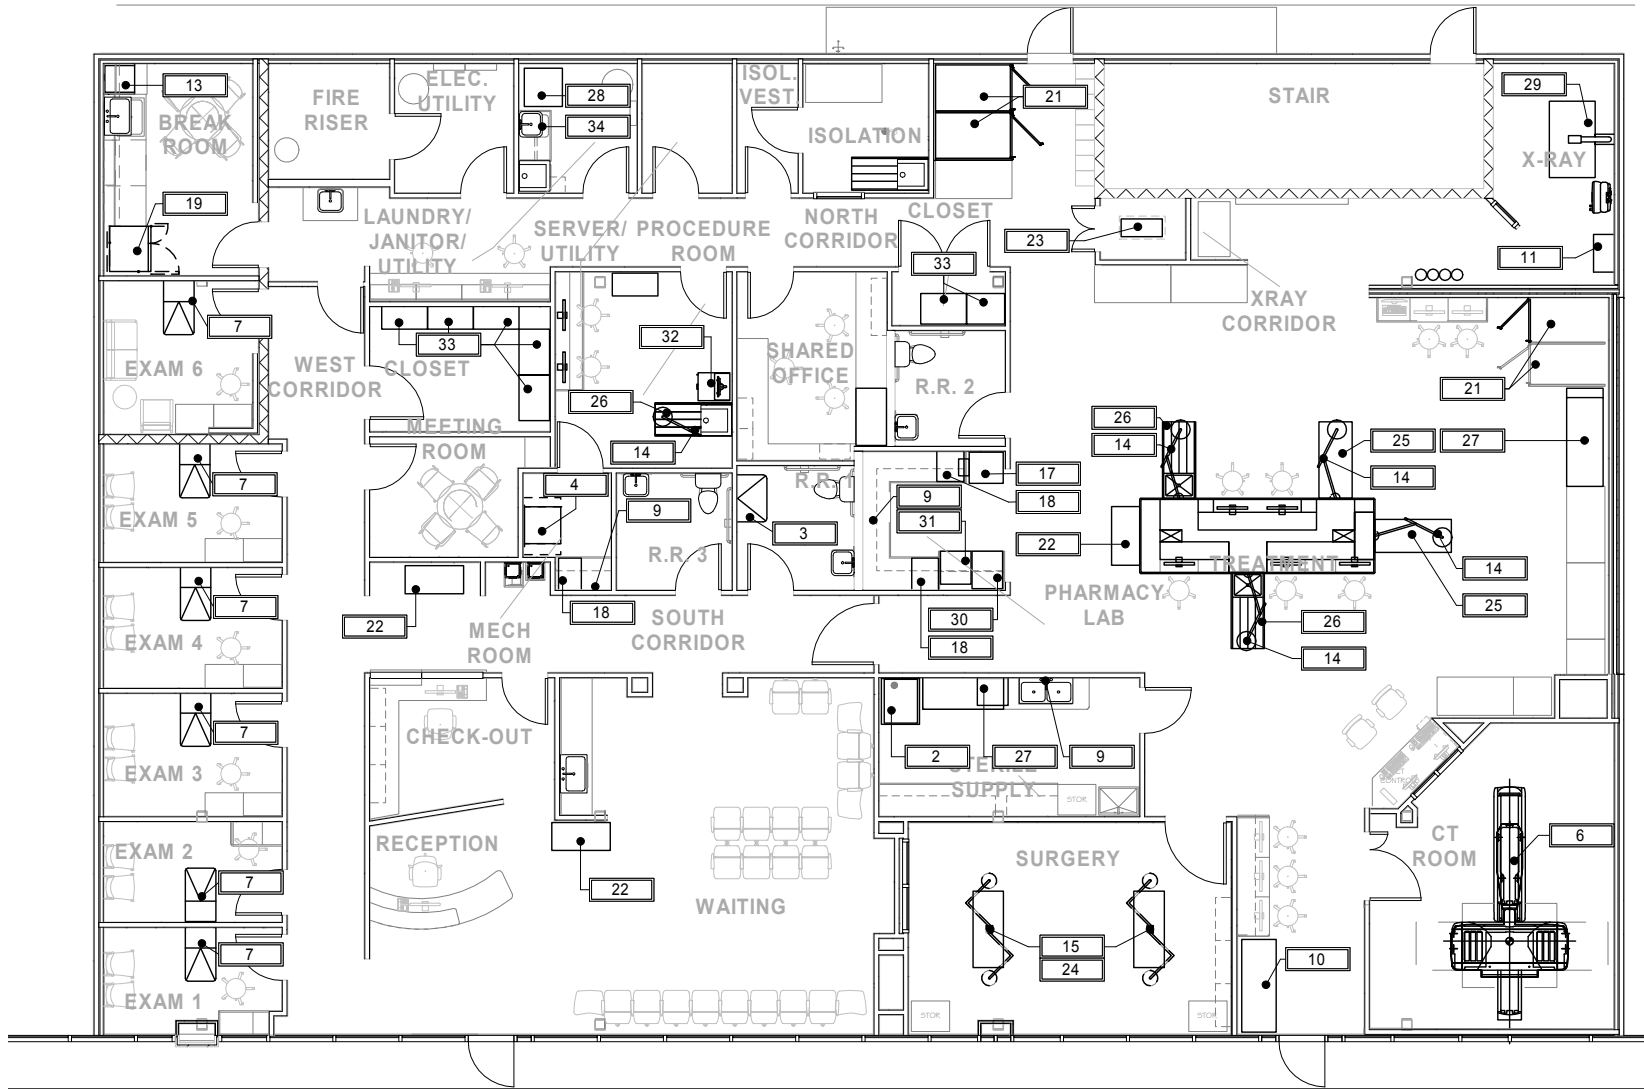 13
BREAK
ROOM
19
FIRE
RISER
ELEC.
UTILITY
28
34
ISOL.
VEST.
ISOLATION
21
STAIR
29
X-RAY
11
LAUNDRY/
JANITOR/
UTILITY
SERVER/
UTILITY
PROCEDURE
ROOM
NORTH
CORRIDOR
CLOSET
23
33
XRAY
CORRIDOR
7
EXAM 6
WEST
CORRIDOR
33
CLOSET
32
26
14
SHARED
OFFICE
R.R. 2
21
MEETING
ROOM
26
14
25
27
14
7
EXAM 5
4
9
R.R. 3
R.R. 1
3
17
18
9
31
22
TREATMENT
14
25
7
EXAM 4
22
18
MECH
ROOM
SOUTH
CORRIDOR
30
18
PHARMACY
LAB
26
14
7
EXAM 3
CHECK-OUT
2
27
9
STERILE
SUPPLY
STOR
CT
CONTROL
EXAM 2
7
RECEPTION
22
WAITING
SURGERY
CT
ROOM
6
7
EXAM 1
15
24
10
STOR
STOR